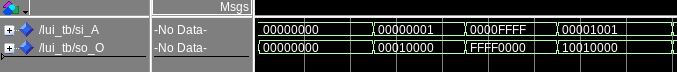 Msgs
/lui_tb/si_A -No Data- 00000000 00000001 0000FFFF 00001001
/lui_tb/so_O -No Data- 00000000 00010000 FFFF0000 10010000